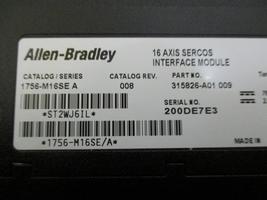 Allen-Bradley
16 AXIS SERCOS
INTERFACE MODULE
CATALOG / SERIES
CATALOG REV.
PART NO.
1756-M16SE A
008
315826-A01 009
SERIAL NO.
200DE7E3
*ST2WJ6IL*
*1756-M16SE/A*
MADE IN